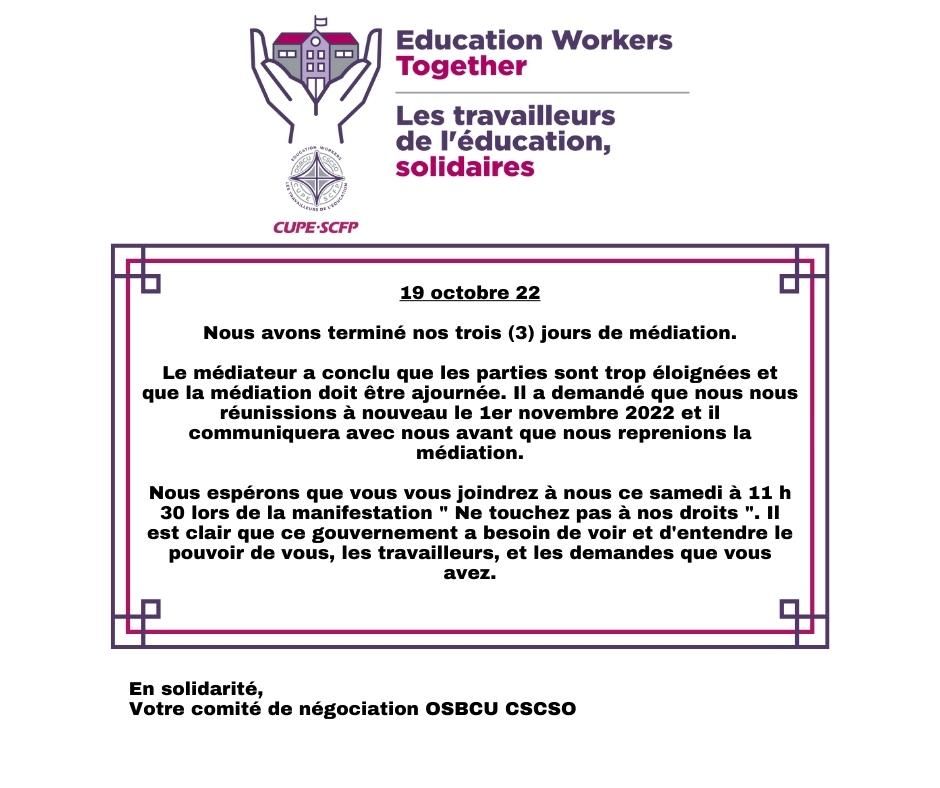 Education Workers
Together
Les travailleurs
de l'éducation,
solidaires
EDUCATION WORKERS
OSBCU CSCSO
CUPE SCFP
LES TRAVAILLEURS DE L'ÉDUCATION
CUPE·SCFP
19 octobre 22
Nous avons terminé nos trois (3) jours de médiation.
Le médiateur a conclu que les parties sont trop éloignées et
que la médiation doit être ajournée. Il a demandé que nous nous
réunissions à nouveau le 1er novembre 2022 et il
communiquera avec nous avant que nous reprenions la
médiation.
Nous espérons que vous vous joindrez à nous ce samedi à 11 h
30 lors de la manifestation " Ne touchez pas à nos droits ". Il
est clair que ce gouvernement a besoin de voir et d'entendre le
pouvoir de vous, les travailleurs, et les demandes que vous
avez.
En solidarité,
Votre comité de négociation OSBCU CSCSO